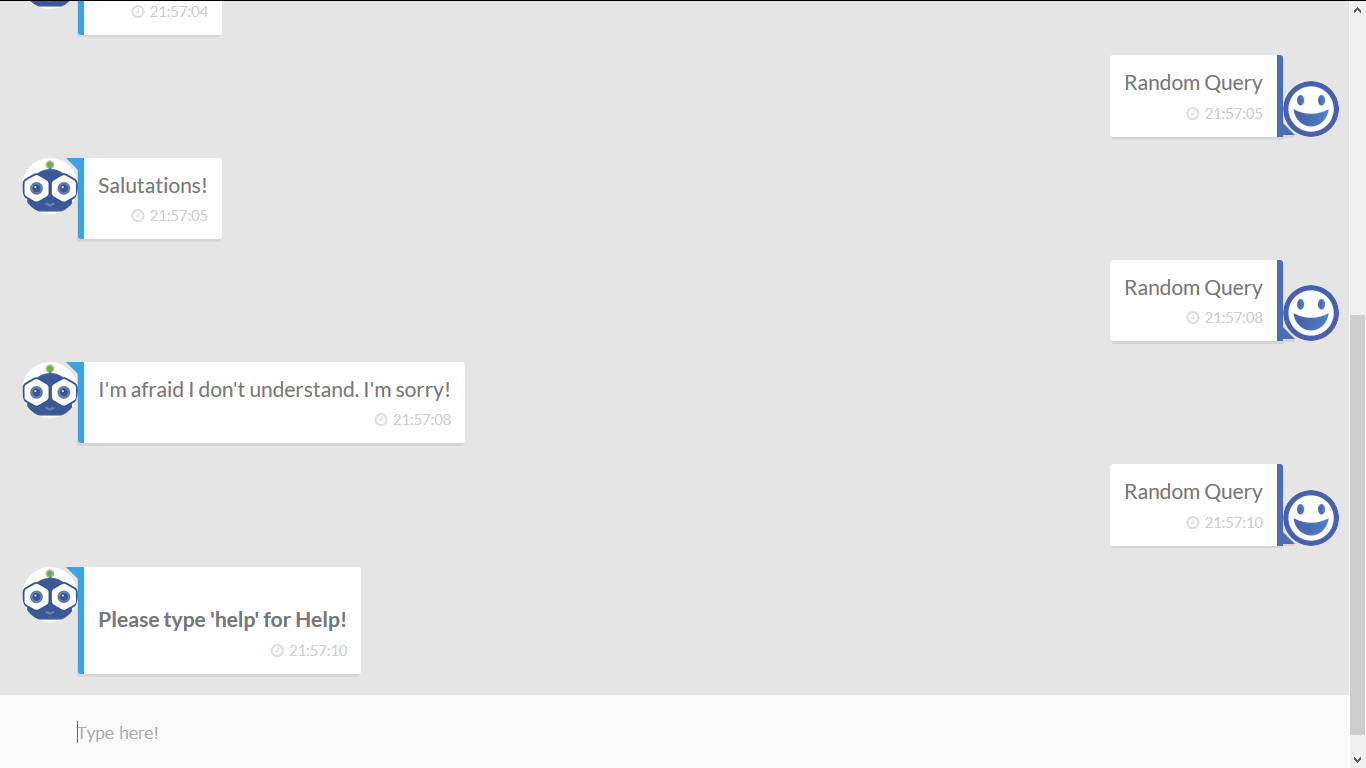 21:57:04
Random Query
21:57:05
Salutations!
21:57:05
Random Query
21:57:08
I'm afraid I don't understand. I'm sorry!
21:57:08
Random Query
21:57:10
Please type 'help' for Help!
21:57:10
Type here!